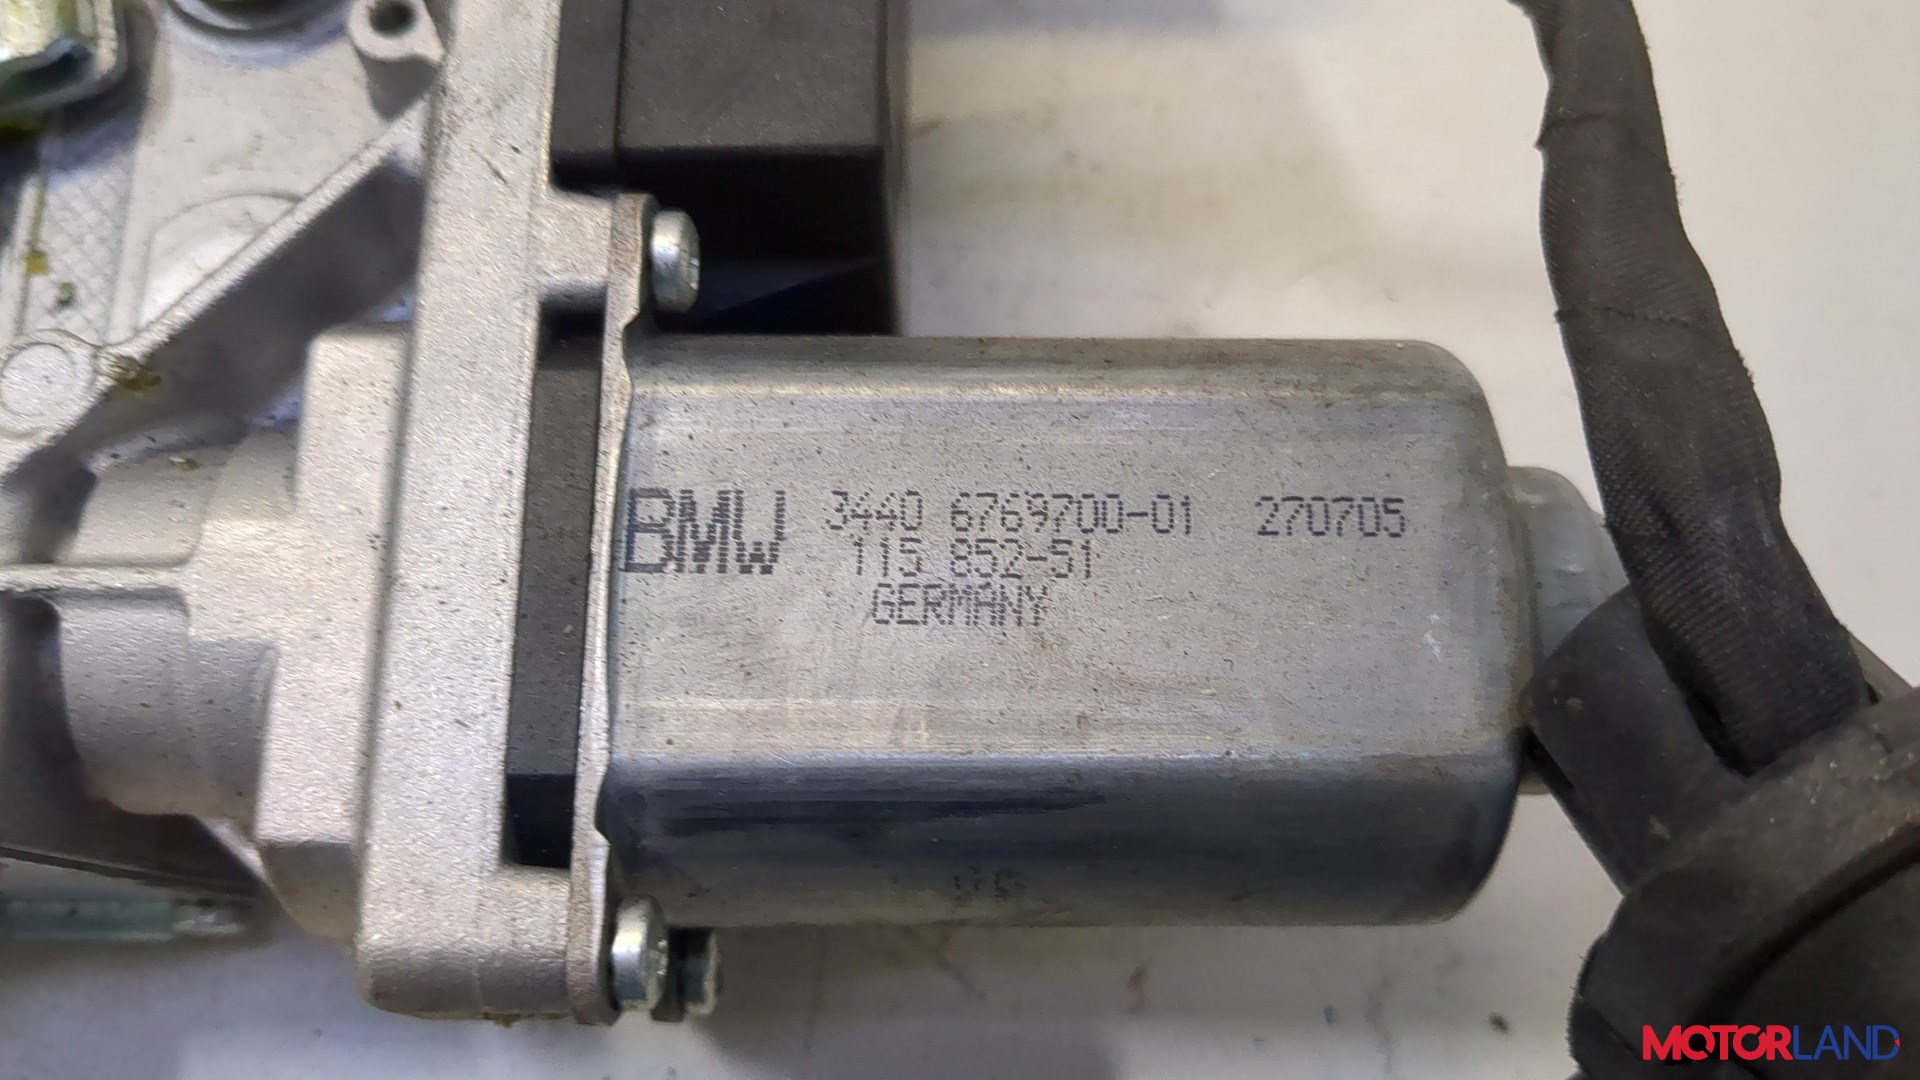 BMW 3440 6769700-01 270705
115 852-51
GERMANY
MOTORLAND